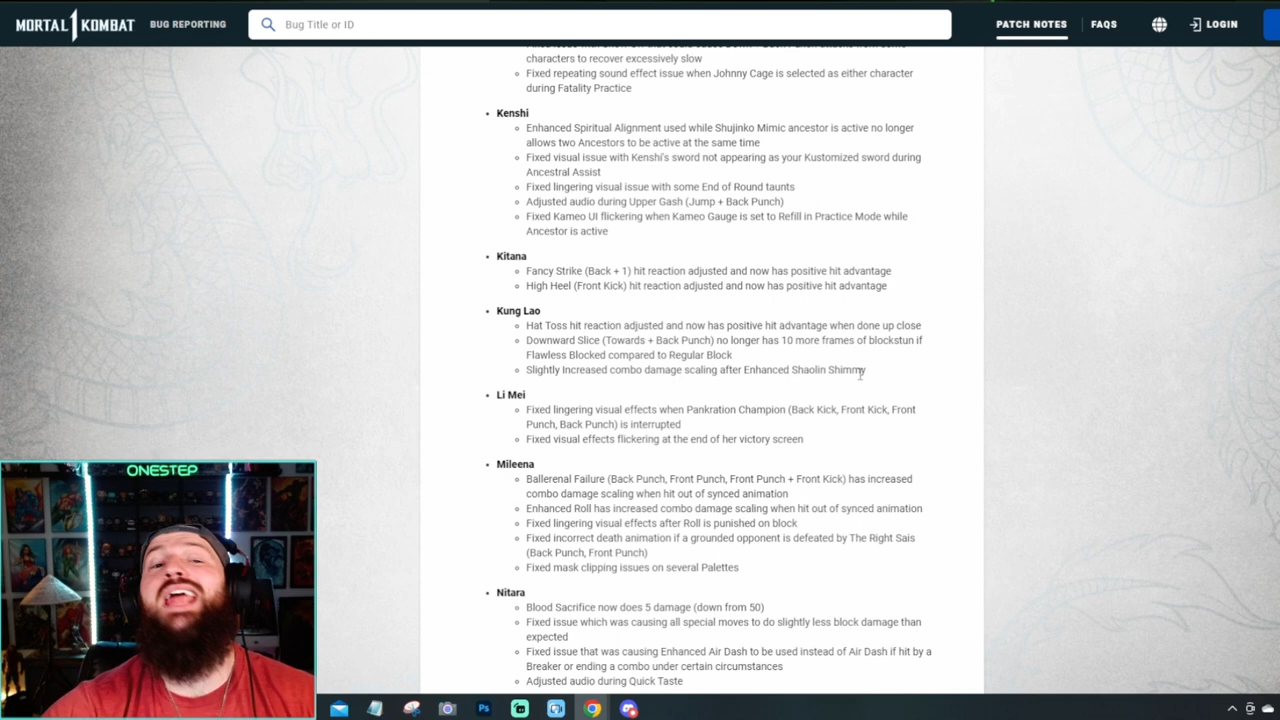 MORTAL 1 KOMBAT BUG REPORTING Bug Title or ID PATCH NOTES FAQS LOGIN
characters to recover excessively slow
Fixed repeating sound effect issue when Johnny Cage is selected as either character
during Fatality Practice
Kenshi
Enhanced Spiritual Alignment used while Shujinko Mimic ancestor is active no longer
allows two Ancestors to be active at the same time
Fixed visual issue with Kenshi's sword not appearing as your Kustomized sword during
Ancestral Assist
Fixed lingering visual issue with some End of Round taunts
Adjusted audio during Upper Gash (Jump + Back Punch)
Fixed Kameo UI flickering when Kameo Gauge is set to Refill in Practice Mode while
Ancestor is active
Kitana
Fancy Strike (Back + 1) hit reaction adjusted and now has positive hit advantage
High Heel (Front Kick) hit reaction adjusted and now has positive hit advantage
Kung Lao
Hat Toss hit reaction adjusted and now has positive hit advantage when done up close
Downward Slice (Towards + Back Punch) no longer has 10 more frames of blockstun if
Flawless Blocked compared to Regular Block
Slightly Increased combo damage scaling after Enhanced Shaolin Shimmy
Li Mei
Fixed lingering visual effects when Pankration Champion (Back Kick, Front Kick, Front
Punch, Back Punch) is interrupted
Fixed visual effects flickering at the end of her victory screen
Mileena
Ballerenal Failure (Back Punch, Front Punch, Front Punch + Front Kick) has increased
combo damage scaling when hit out of synced animation
Enhanced Roll has increased combo damage scaling when hit out of synced animation
Fixed lingering visual effects after Roll is punished on block
Fixed incorrect death animation if a grounded opponent is defeated by The Right Sais
(Back Punch, Front Punch)
Fixed mask clipping issues on several Palettes
Nitara
Blood Sacrifice now does 5 damage (down from 50)
Fixed issue which was causing all special moves to do slightly less block damage than
expected
Fixed issue that was causing Enhanced Air Dash to be used instead of Air Dash if hit by a
Breaker or ending a combo under certain circumstances
Adjusted audio during Quick Taste
ONESTEP
Ps